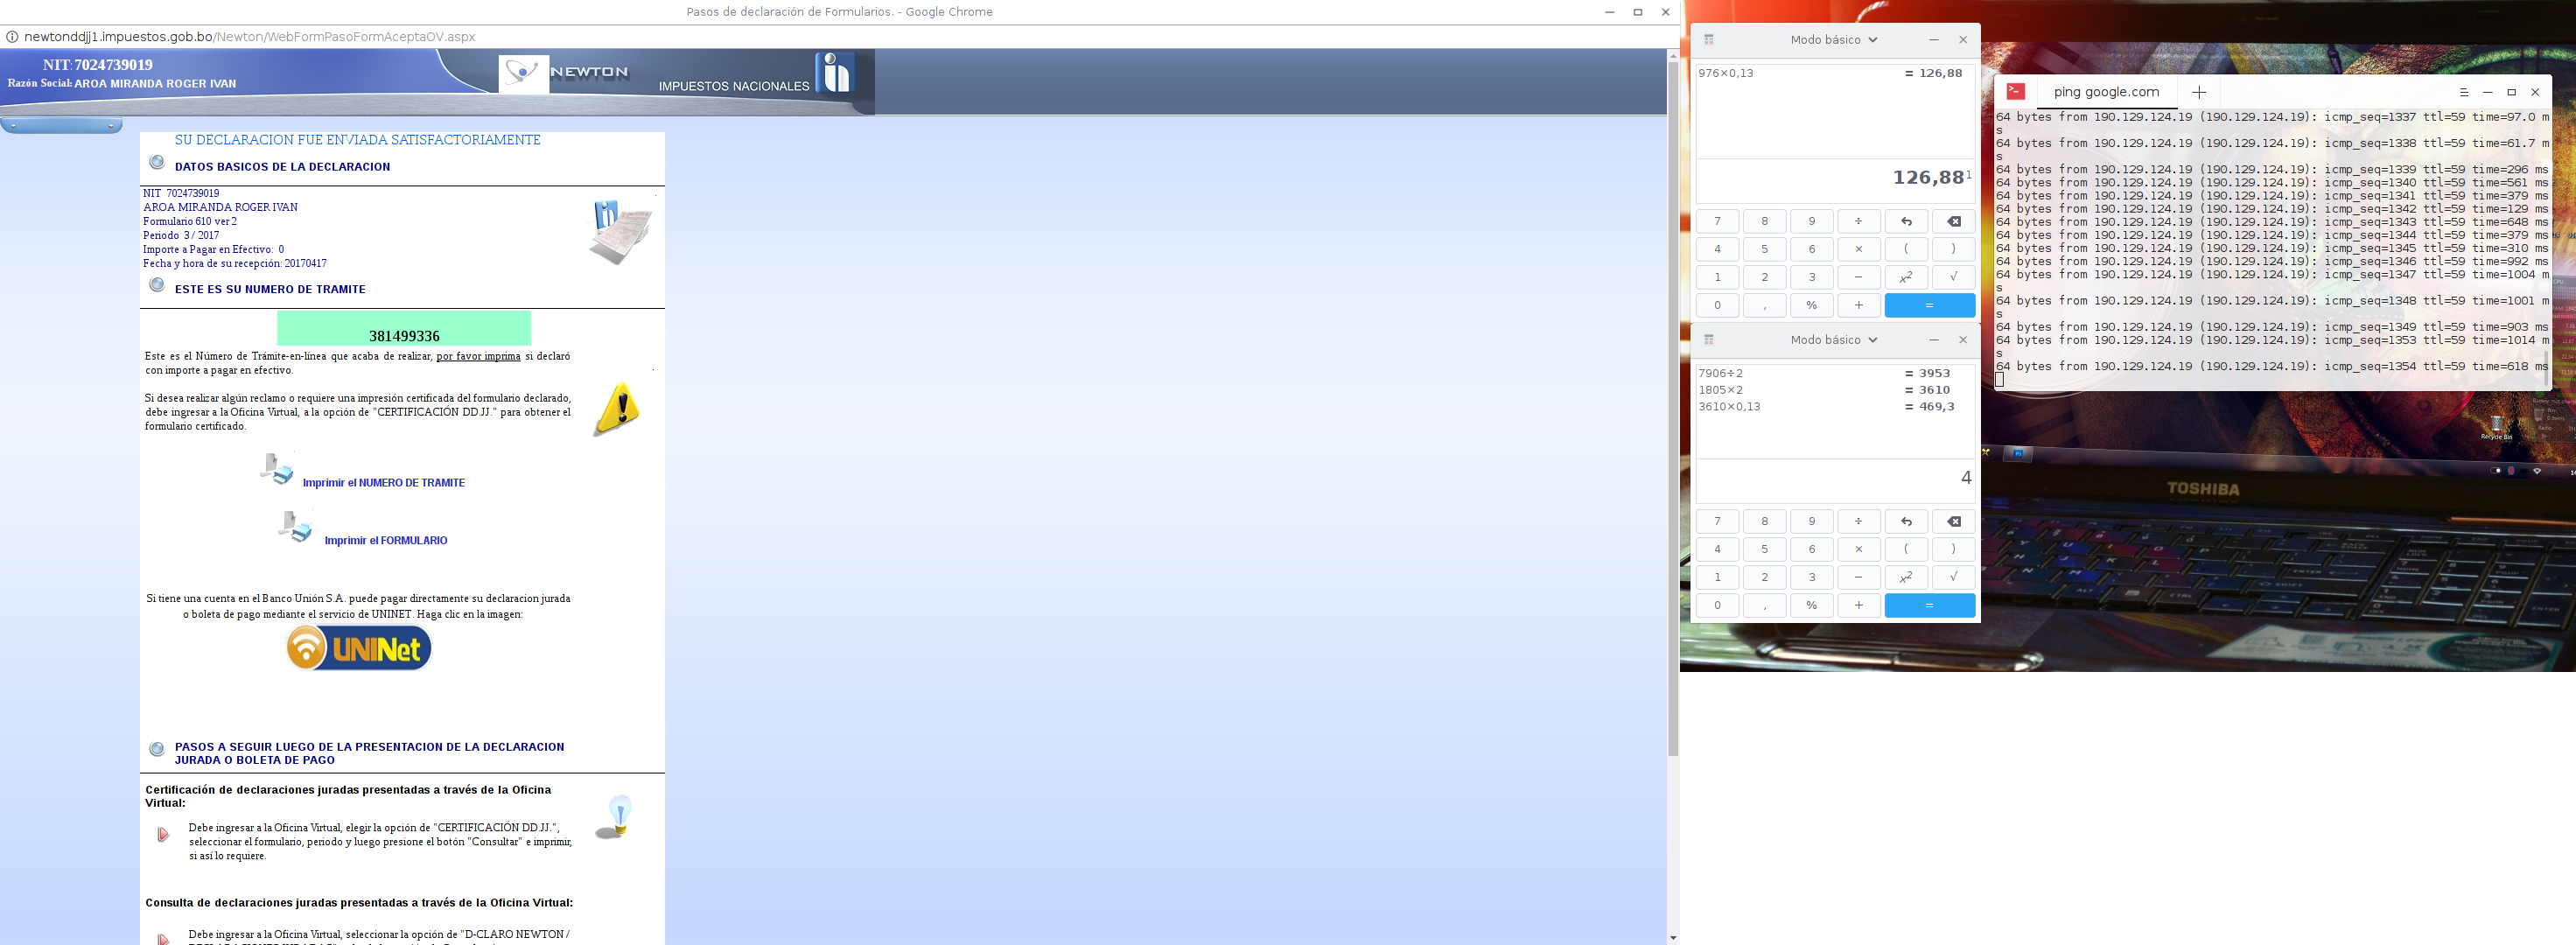 Pasos de declaración de Formularios. - Google Chrome
newtonddjj1.impuestos.gob.bo/Newton/WebFormPasoFormAceptaOV.aspx
NIT: 7024739019
Razón Social: AROA MIRANDA ROGER IVAN
NEWTON
IMPUESTOS NACIONALES
SU DECLARACION FUE ENVIADA SATISFACTORIAMENTE
DATOS BASICOS DE LA DECLARACION
NIT 7024739019
AROA MIRANDA ROGER IVAN
Formulario 610 ver 2
Periodo 3 / 2017
Importe a Pagar en Efectivo: 0
Fecha y hora de su recepción: 20170417
ESTE ES SU NUMERO DE TRAMITE
381499336
Este es el Número de Trámite-en-línea que acaba de realizar, por favor imprima si declaró
con importe a pagar en efectivo.
Si desea realizar algún reclamo o requiere una impresión certificada del formulario declarado,
debe ingresar a la Oficina Virtual, a la opción de "CERTIFICACIÓN DD.JJ." para obtener el
formulario certificado.
Imprimir el NUMERO DE TRAMITE
Imprimir el FORMULARIO
Si tiene una cuenta en el Banco Unión S.A. puede pagar directamente su declaracion jurada
o boleta de pago mediante el servicio de UNINET. Haga clic en la imagen:
UNINet
PASOS A SEGUIR LUEGO DE LA PRESENTACION DE LA DECLARACION
JURADA O BOLETA DE PAGO
Certificación de declaraciones juradas presentadas a través de la Oficina
Virtual:
Debe ingresar a la Oficina Virtual, elegir la opción de "CERTIFICACIÓN DD.JJ.",
seleccionar el formulario, periodo y luego presione el botón "Consultar" e imprimir,
si así lo requiere.
Consulta de declaraciones juradas presentadas a través de la Oficina Virtual:
Debe ingresar a la Oficina Virtual, seleccionar la opción de "D-CLARO NEWTON /
Modo básico
976×0,13 = 126,88
126,88¹
7 8 9 ÷
4 5 6 × ( )
1 2 3 − x² √
0 , % + =
Modo básico
7906÷2 = 3953
1805×2 = 3610
3610×0,13 = 469,3
4
7 8 9 ÷
4 5 6 × ( )
1 2 3 − x² √
0 , % + =
ping google.com
64 bytes from 190.129.124.19 (190.129.124.19): icmp_seq=1337 ttl=59 time=97.0 m
s
64 bytes from 190.129.124.19 (190.129.124.19): icmp_seq=1338 ttl=59 time=61.7 m
s
64 bytes from 190.129.124.19 (190.129.124.19): icmp_seq=1339 ttl=59 time=296 ms
64 bytes from 190.129.124.19 (190.129.124.19): icmp_seq=1340 ttl=59 time=561 ms
64 bytes from 190.129.124.19 (190.129.124.19): icmp_seq=1341 ttl=59 time=379 ms
64 bytes from 190.129.124.19 (190.129.124.19): icmp_seq=1342 ttl=59 time=129 ms
64 bytes from 190.129.124.19 (190.129.124.19): icmp_seq=1343 ttl=59 time=648 ms
64 bytes from 190.129.124.19 (190.129.124.19): icmp_seq=1344 ttl=59 time=379 ms
64 bytes from 190.129.124.19 (190.129.124.19): icmp_seq=1345 ttl=59 time=310 ms
64 bytes from 190.129.124.19 (190.129.124.19): icmp_seq=1346 ttl=59 time=992 ms
64 bytes from 190.129.124.19 (190.129.124.19): icmp_seq=1347 ttl=59 time=1004 m
s
64 bytes from 190.129.124.19 (190.129.124.19): icmp_seq=1348 ttl=59 time=1001 m
s
64 bytes from 190.129.124.19 (190.129.124.19): icmp_seq=1349 ttl=59 time=903 ms
64 bytes from 190.129.124.19 (190.129.124.19): icmp_seq=1353 ttl=59 time=1014 m
s
64 bytes from 190.129.124.19 (190.129.124.19): icmp_seq=1354 ttl=59 time=618 ms
Recycle Bin
TOSHIBA